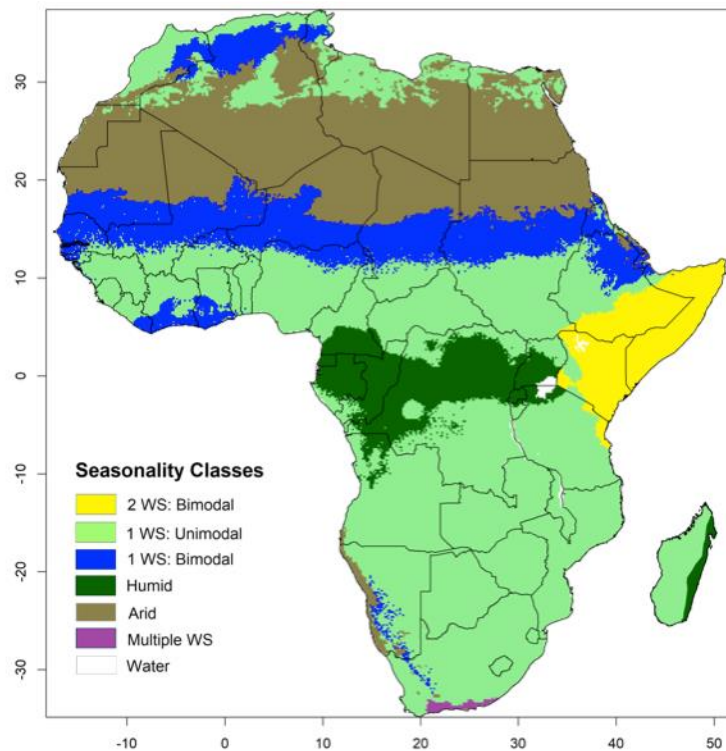 30
20
10
0
-10
-20
-30
Seasonality Classes
2 WS: Bimodal
1 WS: Unimodal
1 WS: Bimodal
Humid
Arid
Multiple WS
Water
-10 0 10 20 30 40 50